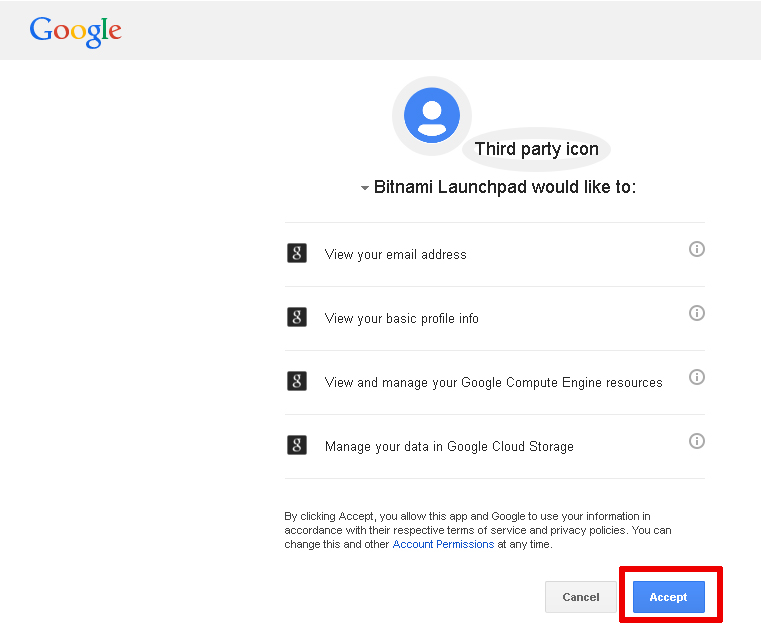 Google
Third party icon
Bitnami Launchpad would like to:
g
View your email address
i
g
View your basic profile info
i
g
View and manage your Google Compute Engine resources
i
g
Manage your data in Google Cloud Storage
i
By clicking Accept, you allow this app and Google to use your information in
accordance with their respective terms of service and privacy policies. You can
change this and other Account Permissions at any time.
Cancel
Accept